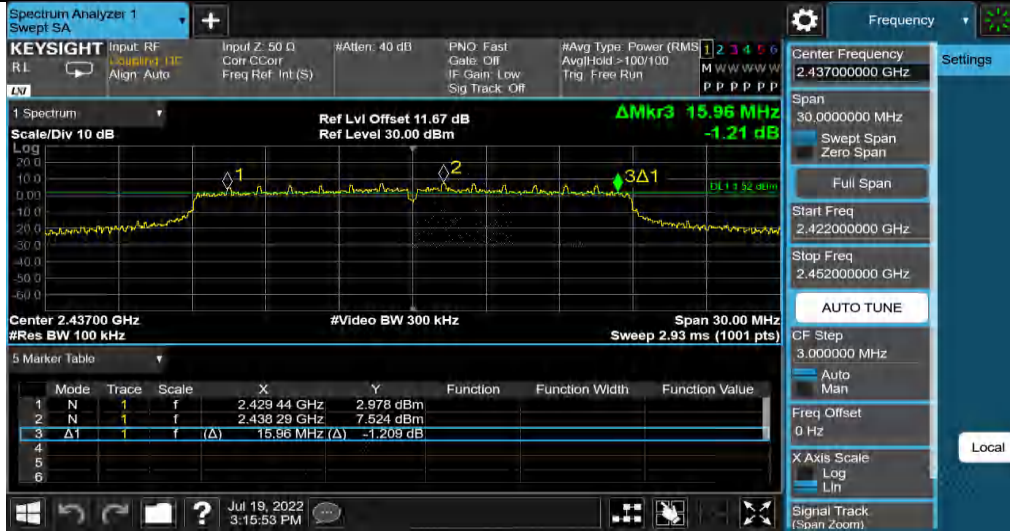 Spectrum Analyzer 1
Swept SA
+
Frequency
KEYSIGHT
RL
LXI
Input: RF
Coupling: DC
Align: Auto
Input Z: 50 Ω
Corr CCorr
Freq Ref: Int (S)
#Atten: 40 dB
PNO: Fast
Gate: Off
IF Gain: Low
Sig Track: Off
#Avg Type: Power (RMS
Avg|Hold >100/100
Trig: Free Run
1 2 3 4 5 6
M W W W W W
P P P P P P
1 Spectrum
Scale/Div 10 dB
Ref Lvl Offset 11.67 dB
Ref Level 30.00 dBm
ΔMkr3 15.96 MHz
-1.21 dB
Log
20.0
10.0
0.00
-10.0
-20.0
-30.0
-40.0
-50.0
-60.0
1
2
3Δ1
DL1 1.52 dBm
Center 2.43700 GHz
#Res BW 100 kHz
#Video BW 300 kHz
Span 30.00 MHz
Sweep 2.93 ms (1001 pts)
5 Marker Table
Mode Trace Scale X Y Function Function Width Function Value
1 N 1 f 2.429 44 GHz 2.978 dBm
2 N 1 f 2.438 29 GHz 7.524 dBm
3 Δ1 1 f (Δ) 15.96 MHz (Δ) -1.209 dB
4
5
6
?
Jul 19, 2022
3:15:53 PM
Center Frequency
2.437000000 GHz
Settings
Span
30.0000000 MHz
Swept Span
Zero Span
Full Span
Start Freq
2.422000000 GHz
Stop Freq
2.452000000 GHz
AUTO TUNE
CF Step
3.000000 MHz
Auto
Man
Freq Offset
0 Hz
X Axis Scale
Log
Lin
Local
Signal Track
(Span Zoom)